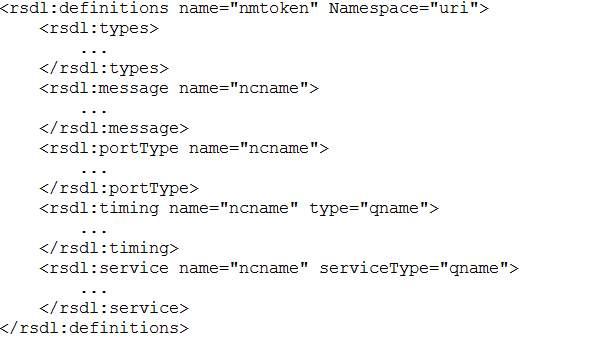 <rsdl:definitions name="nmtoken" Namespace="uri">
    <rsdl:types>
        ...
    </rsdl:types>
    <rsdl:message name="ncname">
        ...
    </rsdl:message>
    <rsdl:portType name="ncname">
        ...
    </rsdl:portType>
    <rsdl:timing name="ncname" type="qname">
        ...
    </rsdl:timing>
    <rsdl:service name="ncname" serviceType="qname">
        ...
    </rsdl:service>
</rsdl:definitions>